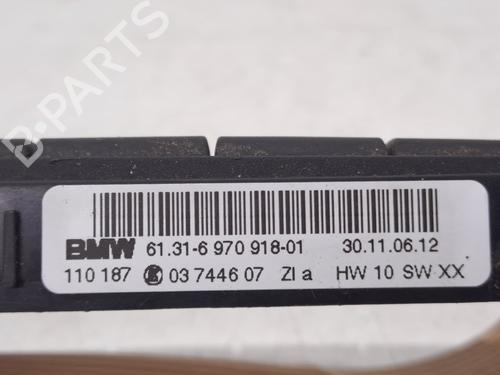 BMW 61.31-6 970 918-01 30.11.06.12
110 187 03 7446 07 ZI a HW 10 SW XX
B-PARTS